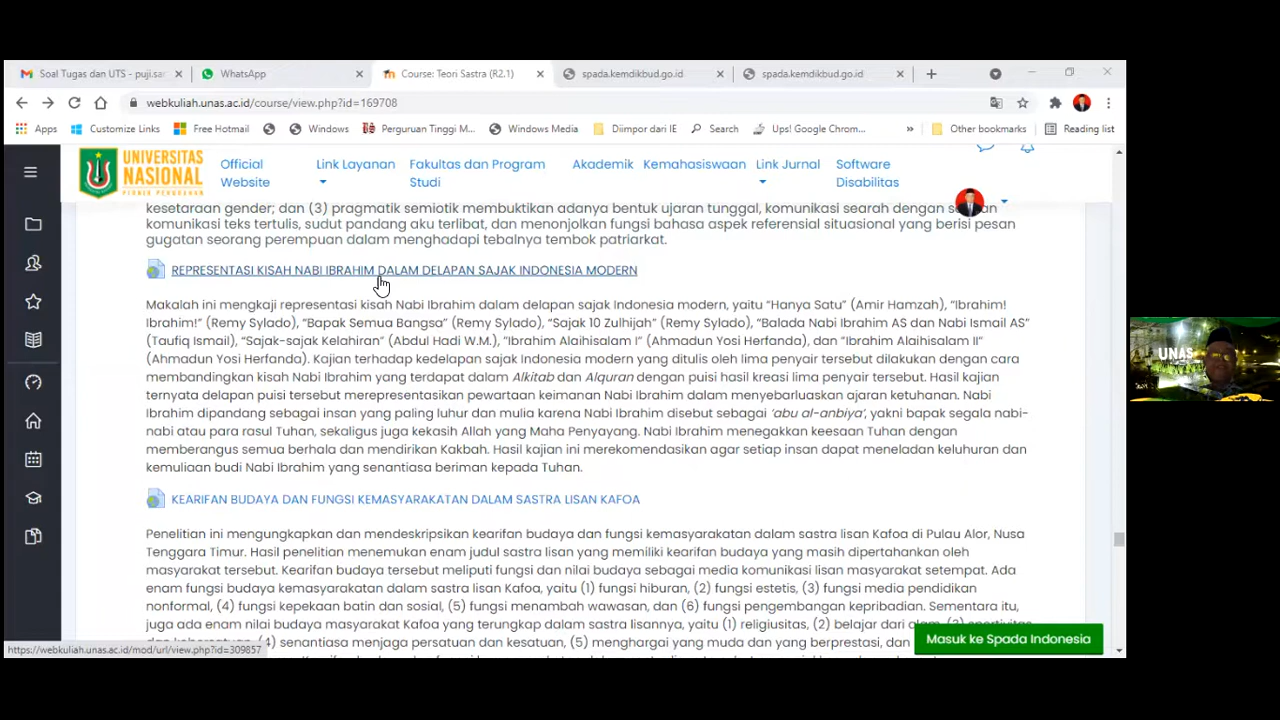 Soal Tugas dan UTS - puji.sa
WhatsApp
Course: Teori Sastra (R2.1)
spada.kemdikbud.go.id
spada.kemdikbud.go.id
webkuliah.unas.ac.id/course/view.php?id=169708
Apps
Customize Links
Free Hotmail
Windows
Perguruan Tinggi M...
Windows Media
Diimpor dari IE
Search
Ups! Google Chrom...
»
Other bookmarks
Reading list
UNIVERSITAS
NASIONAL
Official
Website
Link Layanan
Fakultas dan Program
Studi
Akademik
Kemahasiswaan
Link Jurnal
Software
Disabilitas
kesetaraan gender; dan (3) pragmatik semiotik membuktikan adanya bentuk ujaran tunggal, komunikasi searah dengan
komunikasi teks tertulis, sudut pandang aku terlibat, dan menonjolkan fungsi bahasa aspek referensial situasional yang berisi pesan
gugatan seorang perempuan dalam menghadapi tebalnya tembok patriarkat.
REPRESENTASI KISAH NABI IBRAHIM DALAM DELAPAN SAJAK INDONESIA MODERN
Makalah ini mengkaji representasi kisah Nabi Ibrahim dalam delapan sajak Indonesia modern, yaitu “Hanya Satu” (Amir Hamzah), “Ibrahim!
Ibrahim!” (Remy Sylado), “Bapak Semua Bangsa” (Remy Sylado), “Sajak 10 Zulhijah” (Remy Sylado), “Balada Nabi Ibrahim AS dan Nabi Ismail AS”
(Taufiq Ismail), “Sajak-sajak Kelahiran” (Abdul Hadi W.M.), “Ibrahim Alaihisalam I” (Ahmadun Yosi Herfanda), dan “Ibrahim Alaihisalam II”
(Ahmadun Yosi Herfanda). Kajian terhadap kedelapan sajak Indonesia modern yang ditulis oleh lima penyair tersebut dilakukan dengan cara
membandingkan kisah Nabi Ibrahim yang terdapat dalam Alkitab dan Alquran dengan puisi hasil kreasi lima penyair tersebut. Hasil kajian
ternyata delapan puisi tersebut merepresentasikan pewartaan keimanan Nabi Ibrahim dalam menyebarluaskan ajaran ketuhanan. Nabi
Ibrahim dipandang sebagai insan yang paling luhur dan mulia karena Nabi Ibrahim disebut sebagai ‘abu al-anbiya’, yakni bapak segala nabi-
nabi atau para rasul Tuhan, sekaligus juga kekasih Allah yang Maha Penyayang. Nabi Ibrahim menegakkan keesaan Tuhan dengan
memberangus semua berhala dan mendirikan Kakbah. Hasil kajian ini merekomendasikan agar setiap insan dapat meneladan keluhuran dan
kemuliaan budi Nabi Ibrahim yang senantiasa beriman kepada Tuhan.
KEARIFAN BUDAYA DAN FUNGSI KEMASYARAKATAN DALAM SASTRA LISAN KAFOA
Penelitian ini mengungkapkan dan mendeskripsikan kearifan budaya dan fungsi kemasyarakatan dalam sastra lisan Kafoa di Pulau Alor, Nusa
Tenggara Timur. Hasil penelitian menemukan enam judul sastra lisan yang memiliki kearifan budaya yang masih dipertahankan oleh
masyarakat tersebut. Kearifan budaya tersebut meliputi fungsi dan nilai budaya sebagai media komunikasi lisan masyarakat setempat. Ada
enam fungsi budaya kemasyarakatan dalam sastra lisan Kafoa, yaitu (1) fungsi hiburan, (2) fungsi estetis, (3) fungsi media pendidikan
nonformal, (4) fungsi kepekaan batin dan sosial, (5) fungsi menambah wawasan, dan (6) fungsi pengembangan kepribadian. Sementara itu,
juga ada enam nilai budaya masyarakat Kafoa yang terungkap dalam sastra lisannya, yaitu (1) religiusitas, (2) belajar dari alam, (3) sportivitas
(4) senantiasa menjaga persatuan dan kesatuan, (5) menghargai yang muda dan yang berprestasi, dan
Masuk ke Spada Indonesia
https://webkuliah.unas.ac.id/mod/url/view.php?id=309857
UNAS